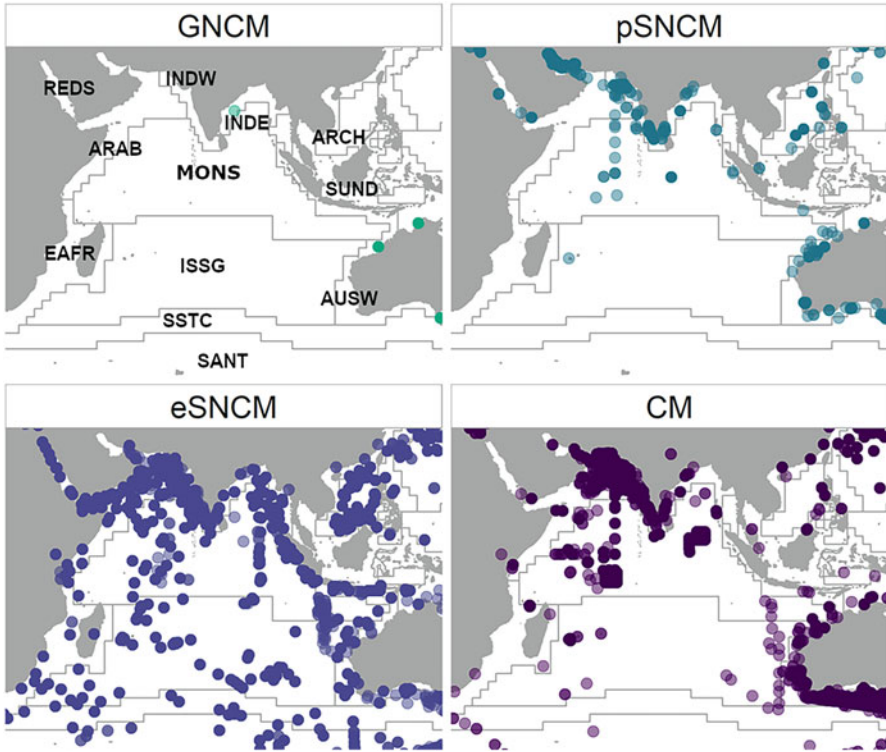 GNCM
pSNCM
REDS
INDW
INDE
ARAB
ARCH
MONS
SUND
EAFR
ISSG
AUSW
SSTC
SANT
eSNCM
CM